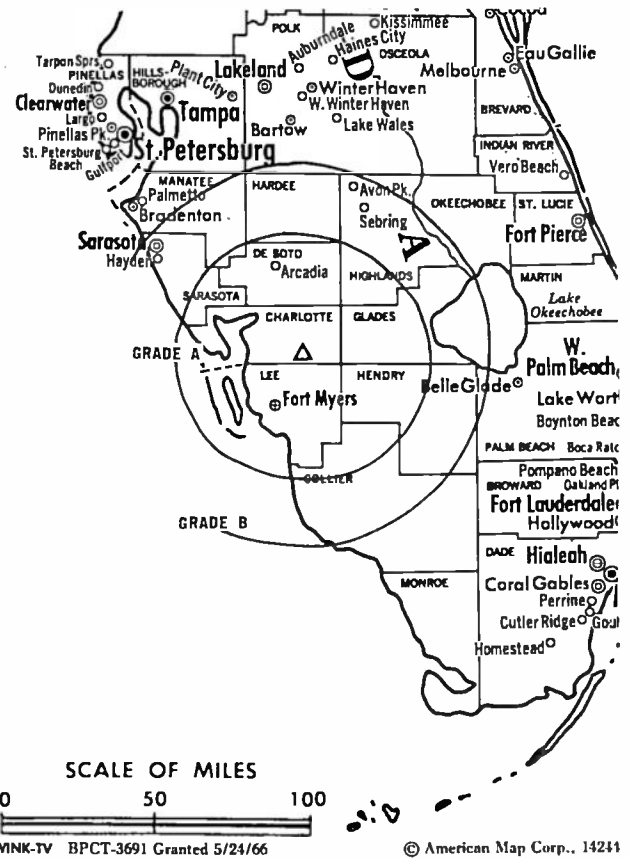 Kissimmee
POLK
Auburndale
Haines City
OSCEOLA
Eau Gallie
Tarpon Sprs.
PINELLAS
HILLS-
BOROUGH
Plant City
Lakeland
D
Melbourne
Dunedin
Clearwater
Winter Haven
W. Winter Haven
Largo
Tampa
BREVARD
Pinellas Pk.
Bartow
Lake Wales
St. Petersburg
INDIAN RIVER
St. Petersburg
Beach
Gulfport
Vero Beach
MANATEE
HARDEE
Avon Pk.
Palmetto
Bradenton
Sebring
OKEECHOBEE
ST. LUCIE
Sarasota
A
Fort Pierce
Hayden
DE SOTO
Arcadia
HIGHLANDS
MARTIN
SARASOTA
Lake
Okeechobee
CHARLOTTE
GLADES
GRADE A
W.
Palm Beach
LEE
HENDRY
Belle Glade
Fort Myers
Lake Wort
Boynton Beac
PALM BEACH
Boca Rato
COLLIER
Pompano Beach
BROWARD
Oakland Pk
Fort Lauderdale
Hollywood
GRADE B
DADE
Hialeah
MONROE
Coral Gables
Perrine
Cutler Ridge
Goul
Homestead
SCALE OF MILES
0 50 100
WINK-TV BPCT-3691 Granted 5/24/66
© American Map Corp., 14244